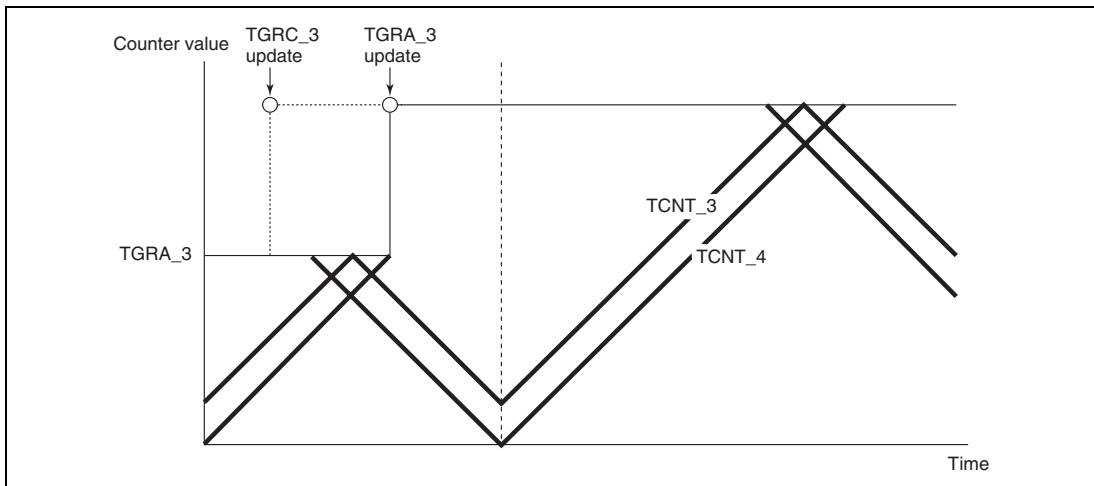 Counter value
TGRC_3
update
TGRA_3
update
TGRA_3
TCNT_3
TCNT_4
Time